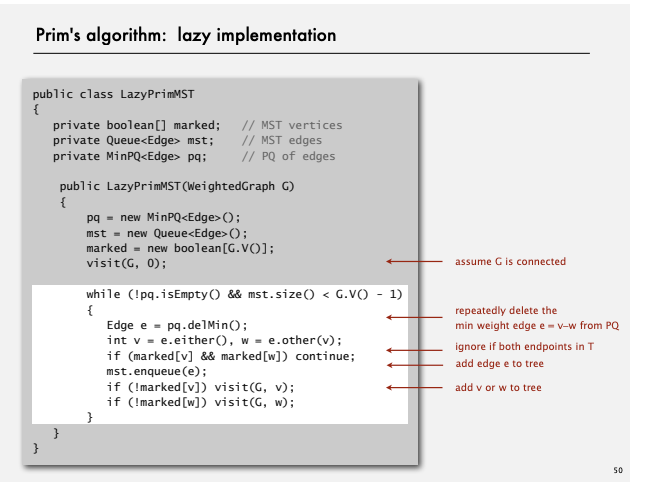 Prim's algorithm: lazy implementation
public class LazyPrimMST
{
private boolean[] marked; // MST vertices
private Queue<Edge> mst; // MST edges
private MinPQ<Edge> pq; // PQ of edges
public LazyPrimMST(WeightedGraph G)
{
pq = new MinPQ<Edge>();
mst = new Queue<Edge>();
marked = new boolean[G.V()];
visit(G, 0);
assume G is connected
while (!pq.isEmpty() && mst.size() < G.V() - 1)
{
Edge e = pq.delMin();
int v = e.either(), w = e.other(v);
if (marked[v] && marked[w]) continue;
mst.enqueue(e);
if (!marked[v]) visit(G, v);
if (!marked[w]) visit(G, w);
}
}
}
repeatedly delete the
min weight edge e = v–w from PQ
ignore if both endpoints in T
add edge e to tree
add v or w to tree
50